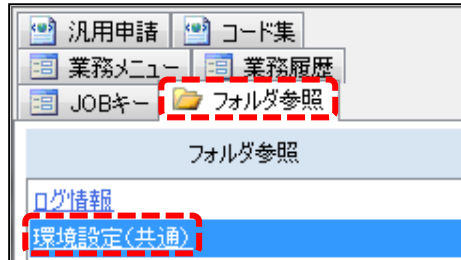 汎用申請 コード集
業務メニュー 業務履歴
JOBキー フォルダ参照
フォルダ参照
ログ情報
環境設定(共通)